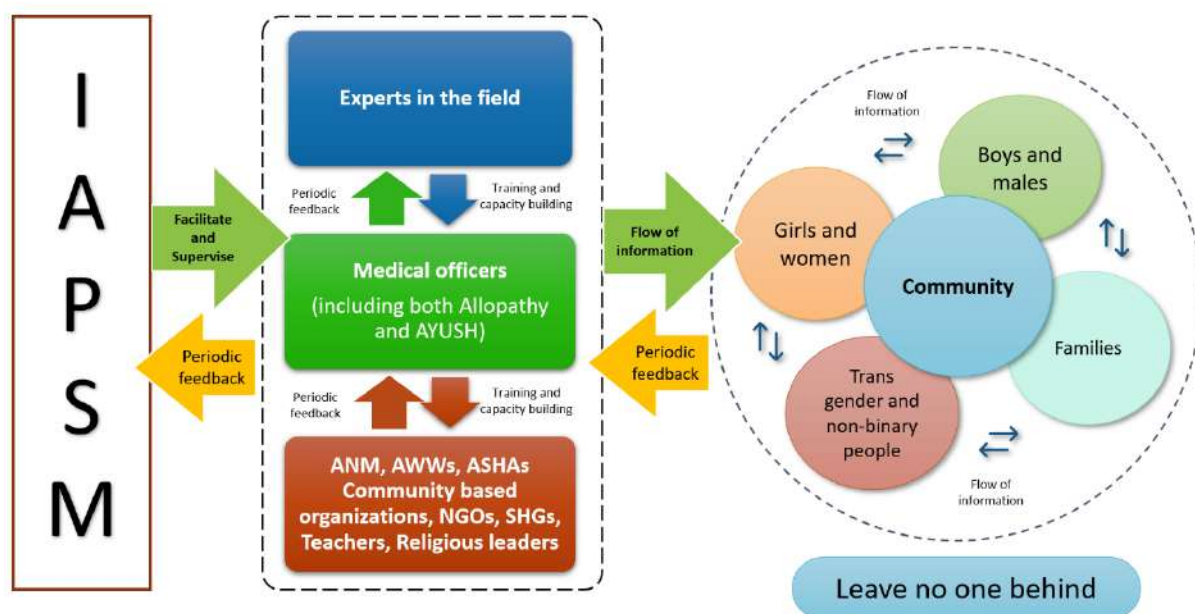 I
A
P
S
M
Facilitate
and
Supervise
Periodic
feedback
Experts in the field
Periodic
feedback
Training and
capacity building
Medical officers
(including both Allopathy
and AYUSH)
Periodic
feedback
Training and
capacity building
ANM, AWWs, ASHAs
Community based
organizations, NGOs, SHGs,
Teachers, Religious leaders
Flow of
information
Periodic
feedback
Flow of
information
Boys and
males
Girls and
women
Community
Families
Trans
gender and
non-binary
people
Flow of
information
Leave no one behind